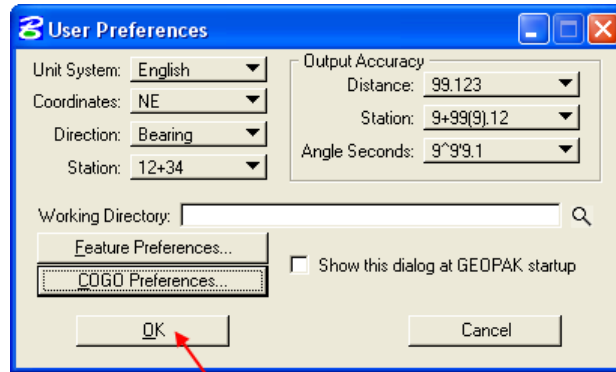 User Preferences
Unit System: English
Coordinates: NE
Direction: Bearing
Station: 12+34
Output Accuracy
Distance: 99.123
Station: 9+99(9).12
Angle Seconds: 9^9'9.1
Working Directory:
Feature Preferences...
COGO Preferences...
Show this dialog at GEOPAK startup
OK
Cancel